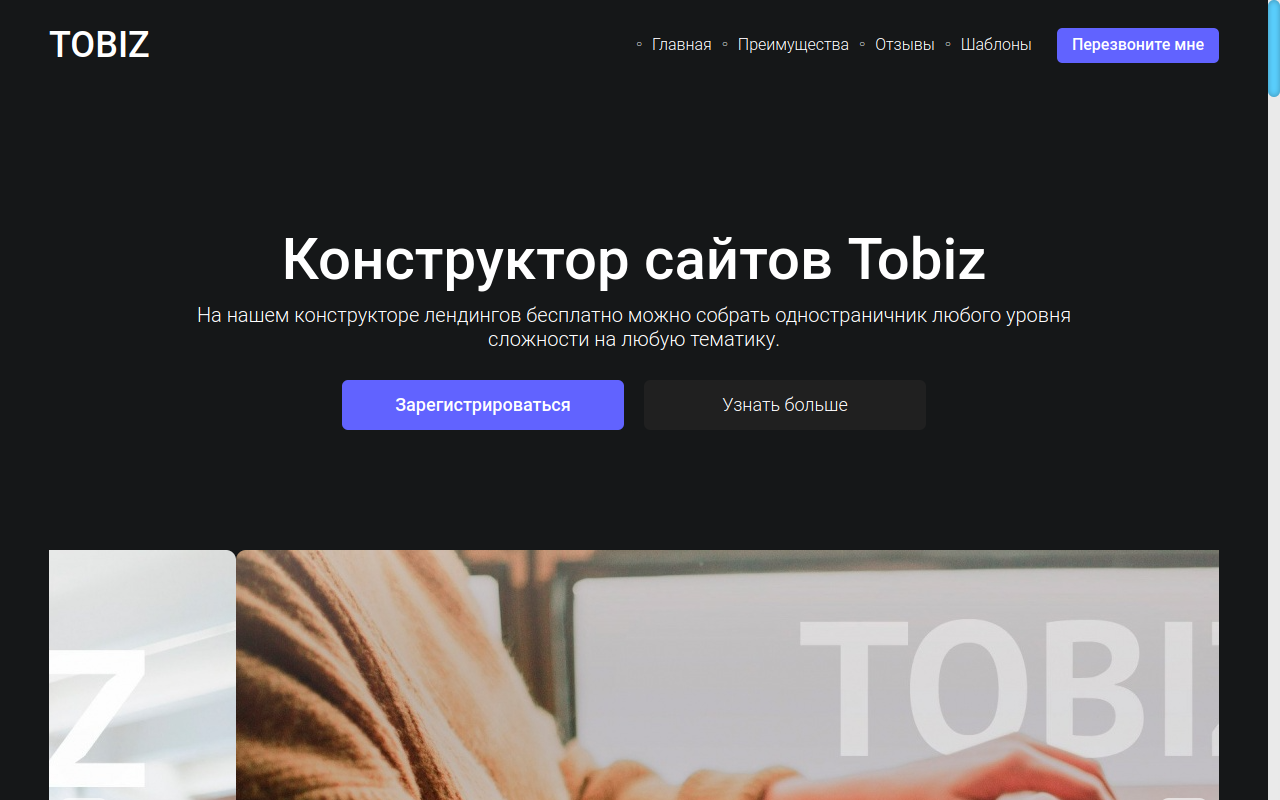 TOBIZ
Главная
Преимущества
Отзывы
Шаблоны
Перезвоните мне
Конструктор сайтов Tobiz
На нашем конструкторе лендингов бесплатно можно собрать одностраничник любого уровня
сложности на любую тематику.
Зарегистрироваться
Узнать больше
Z
TOBIZ